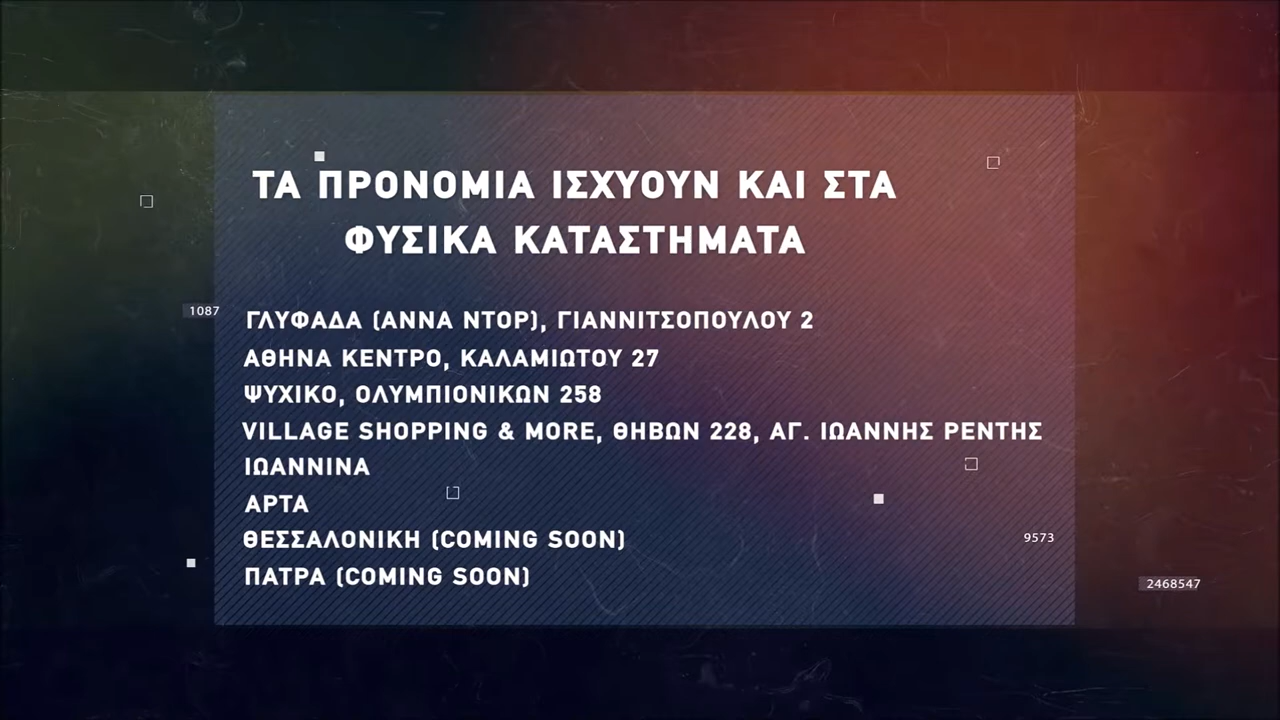 ΤΑ ΠΡΟΝΟΜΙΑ ΙΣΧΥΟΥΝ ΚΑΙ ΣΤΑ
ΦΥΣΙΚΑ ΚΑΤΑΣΤΗΜΑΤΑ
1087
ΓΛΥΦΑΔΑ (ΑΝΝΑ ΝΤΟΡ), ΓΙΑΝΝΙΤΣΟΠΟΥΛΟΥ 2
ΑΘΗΝΑ ΚΕΝΤΡΟ, ΚΑΛΑΜΙΩΤΟΥ 27
ΨΥΧΙΚΟ, ΟΛΥΜΠΙΟΝΙΚΩΝ 258
VILLAGE SHOPPING & MORE, ΘΗΒΩΝ 228, ΑΓ. ΙΩΑΝΝΗΣ ΡΕΝΤΗΣ
ΙΩΑΝΝΙΝΑ
ΑΡΤΑ
ΘΕΣΣΑΛΟΝΙΚΗ (COMING SOON)
9573
ΠΑΤΡΑ (COMING SOON)
2468547